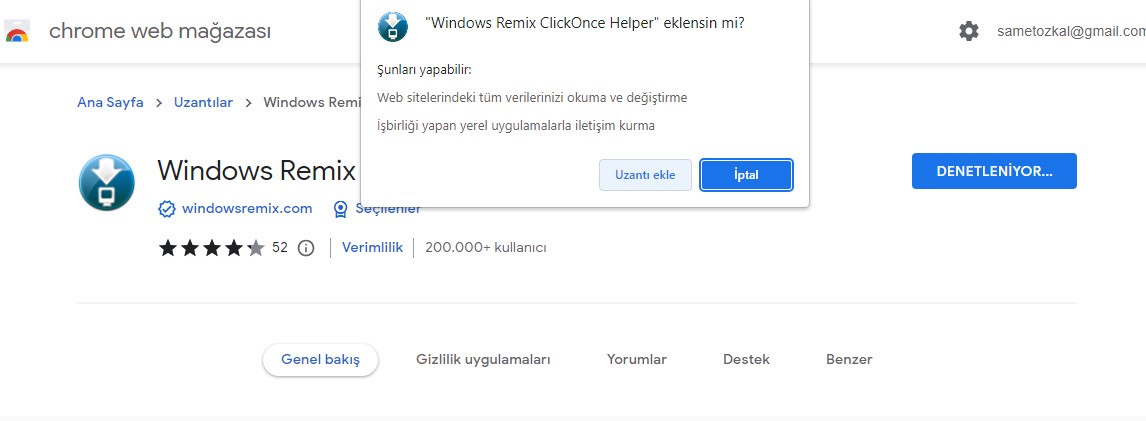 chrome web mağazası
"Windows Remix ClickOnce Helper" eklensin mi?
sametozkal@gmail.com
Şunları yapabilir:
Web sitelerindeki tüm verilerinizi okuma ve değiştirme
İşbirliği yapan yerel uygulamalarla iletişim kurma
Uzantı ekle
İptal
Ana Sayfa > Uzantılar > Windows Remi
Windows Remix
DENETLENİYOR...
windowsremix.com
Seçilenler
52
Verimlilik
200.000+ kullanıcı
Genel bakış
Gizlilik uygulamaları
Yorumlar
Destek
Benzer